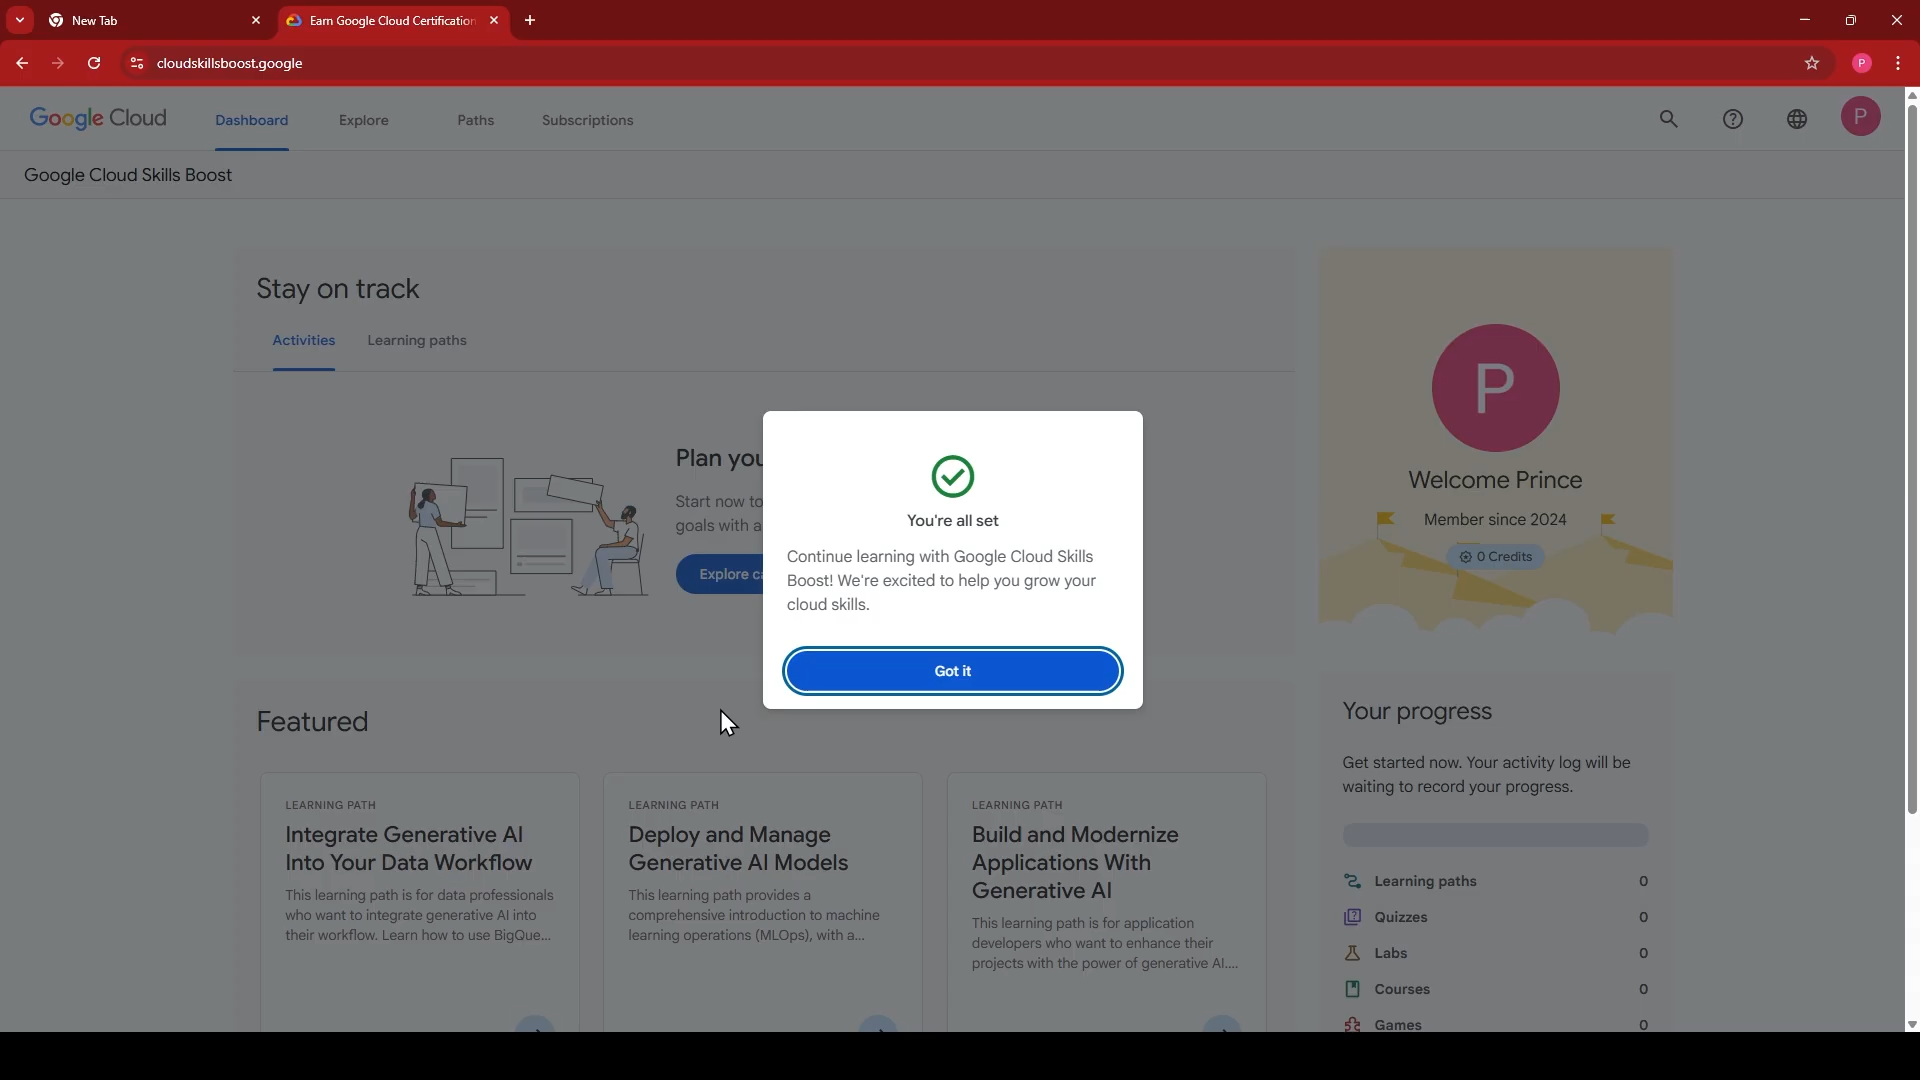 New Tab
Earn Google Cloud Certification
cloudskillsboost.google
P
Google Cloud
Dashboard
Explore
Paths
Subscriptions
P
Google Cloud Skills Boost
Stay on track
Activities
Learning paths
Plan you
Start now to
goals with a
Explore ca
You're all set
Continue learning with Google Cloud Skills
Boost! We're excited to help you grow your
cloud skills.
Got it
P
Welcome Prince
Member since 2024
0 Credits
Featured
LEARNING PATH
Integrate Generative AI
Into Your Data Workflow
This learning path is for data professionals
who want to integrate generative AI into
their workflow. Learn how to use BigQue...
LEARNING PATH
Deploy and Manage
Generative AI Models
This learning path provides a
comprehensive introduction to machine
learning operations (MLOps), with a...
LEARNING PATH
Build and Modernize
Applications With
Generative AI
This learning path is for application
developers who want to enhance their
projects with the power of generative AI....
Your progress
Get started now. Your activity log will be
waiting to record your progress.
Learning paths 0
Quizzes 0
Labs 0
Courses 0
Games 0